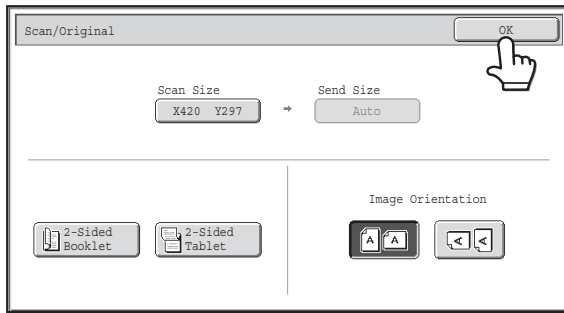 Scan/Original
OK
Scan Size
Send Size
X420 Y297
Auto
Image Orientation
2-Sided
Booklet
2-Sided
Tablet
A A
A A